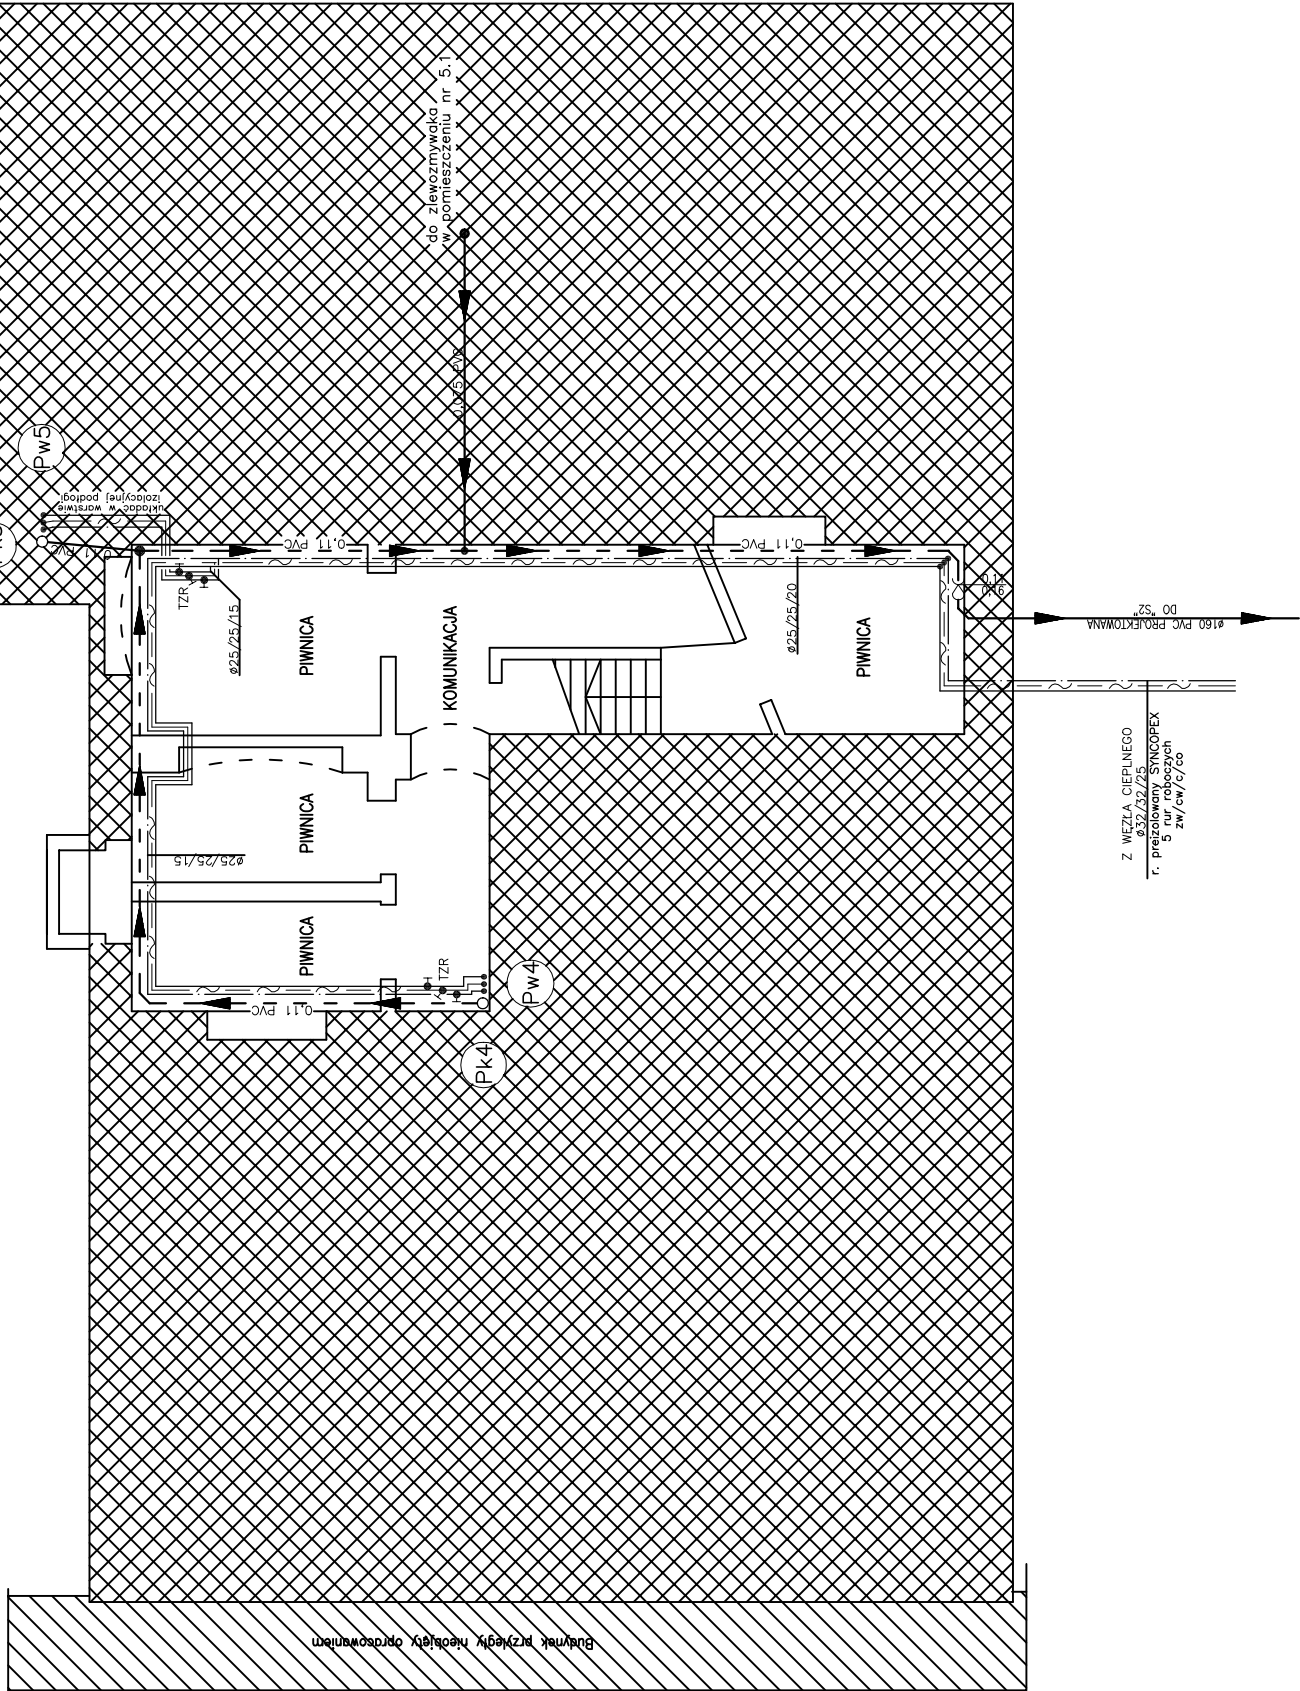 do zlewozmywaka
w pomieszczeniu nr 5.1
0,075 PVC
Pw5
układać w warstwie
izolacyjnej podłogi
0,11 PVC
0,11 PVC
0,11 PVC
TZR
ø25/25/15
PIWNICA
KOMUNIKACJA
ø25/25/20
PIWNICA
0,11
0,16
ø160 PVC PROJEKTOWANA
DO "S2"
PIWNICA
ø25/25/15
PIWNICA
TZR
0,11 PVC
Pw4
Pk4
Z WĘZŁA CIEPLNEGO
ø32/32/25
r. preizolowany SYNCOPEX
5 rur roboczych
zw/cw/c/co
Budynek przyległy nieobjęty opracowaniem